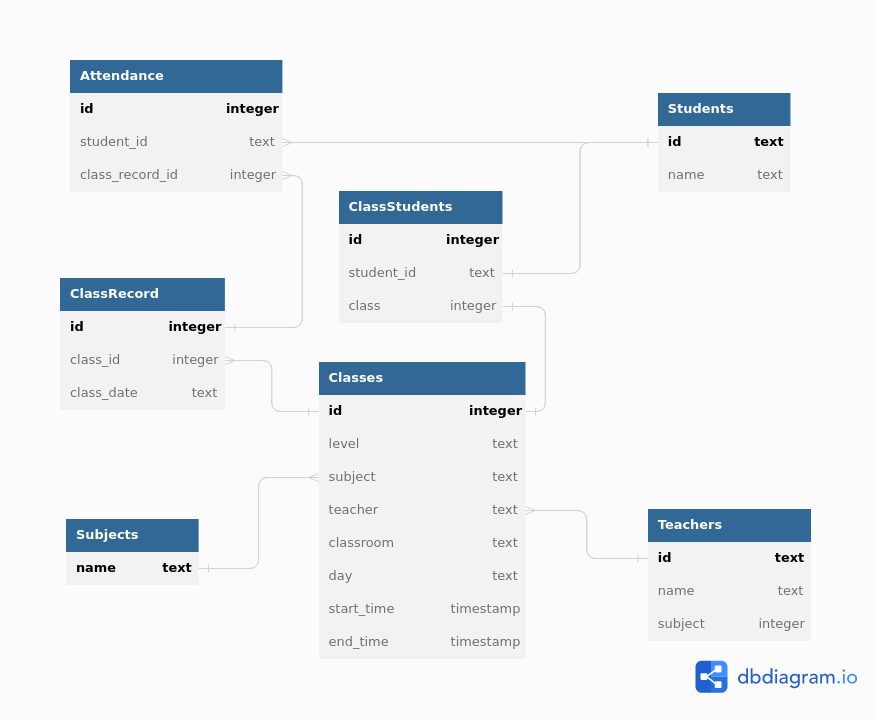 Attendance
id integer
student_id text
class_record_id integer
Students
id text
name text
ClassStudents
id integer
student_id text
class integer
ClassRecord
id integer
class_id integer
class_date text
Classes
id integer
level text
subject text
teacher text
classroom text
day text
start_time timestamp
end_time timestamp
Subjects
name text
Teachers
id text
name text
subject integer
dbdiagram.io